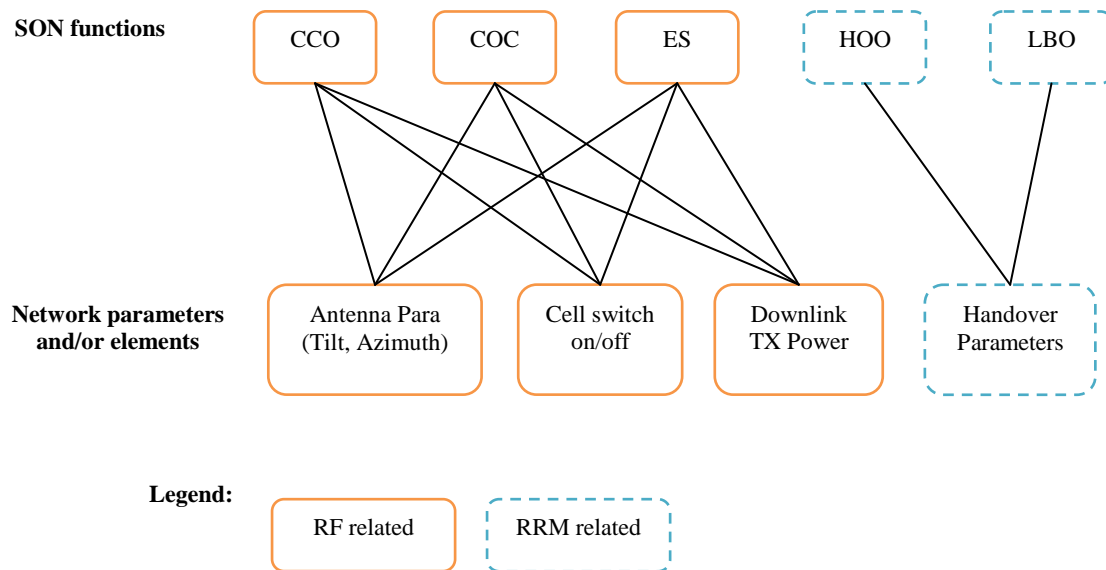 SON functions
CCO
COC
ES
HOO
LBO
Network parameters
and/or elements
Antenna Para
(Tilt, Azimuth)
Cell switch
on/off
Downlink
TX Power
Handover
Parameters
Legend:
RF related
RRM related